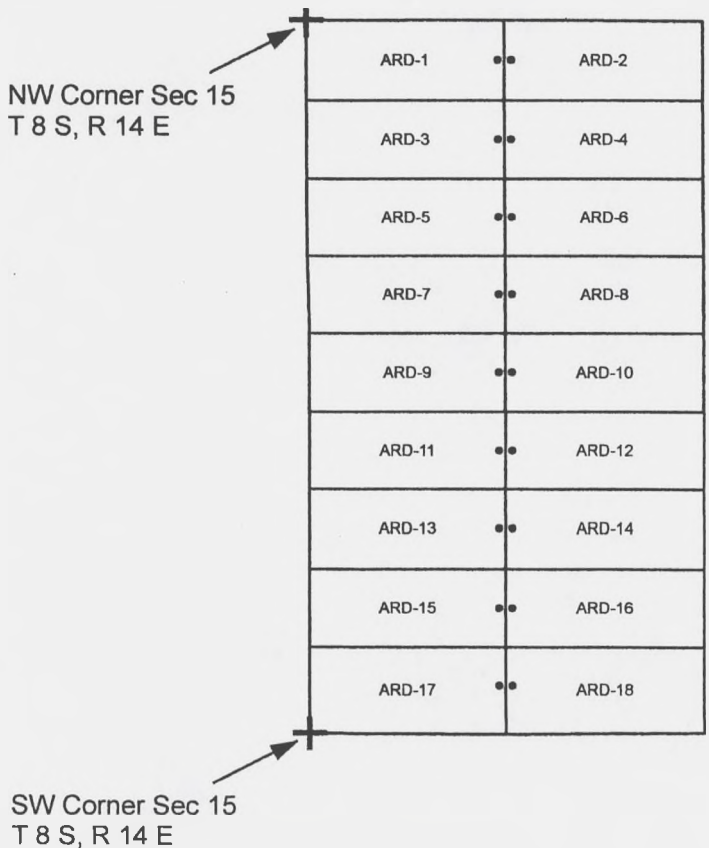 ARD-1
ARD-2
NW Corner Sec 15
T 8 S, R 14 E
ARD-3
ARD-4
ARD-5
ARD-6
ARD-7
ARD-8
ARD-9
ARD-10
ARD-11
ARD-12
ARD-13
ARD-14
ARD-15
ARD-16
ARD-17
ARD-18
SW Corner Sec 15
T 8 S, R 14 E